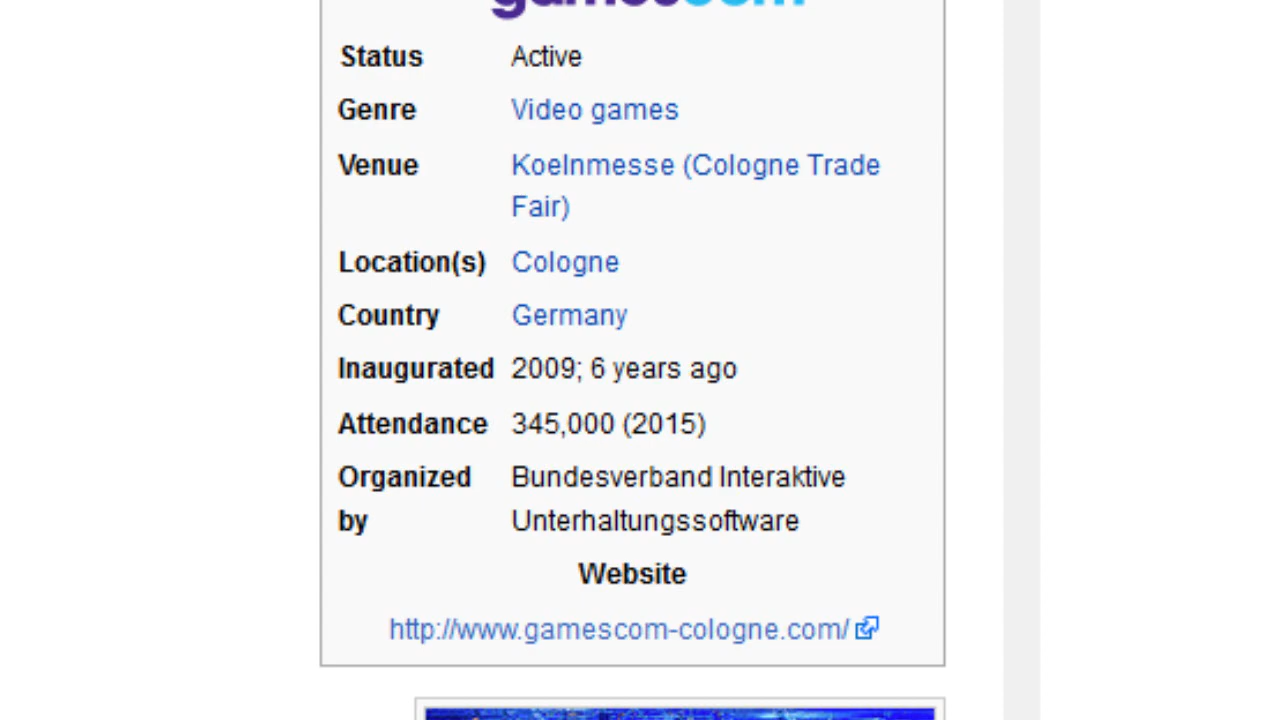 gamescom
Status Active
Genre Video games
Venue Koelnmesse (Cologne Trade
Fair)
Location(s) Cologne
Country Germany
Inaugurated 2009; 6 years ago
Attendance 345,000 (2015)
Organized Bundesverband Interaktive
by Unterhaltungssoftware
Website
http://www.gamescom-cologne.com/